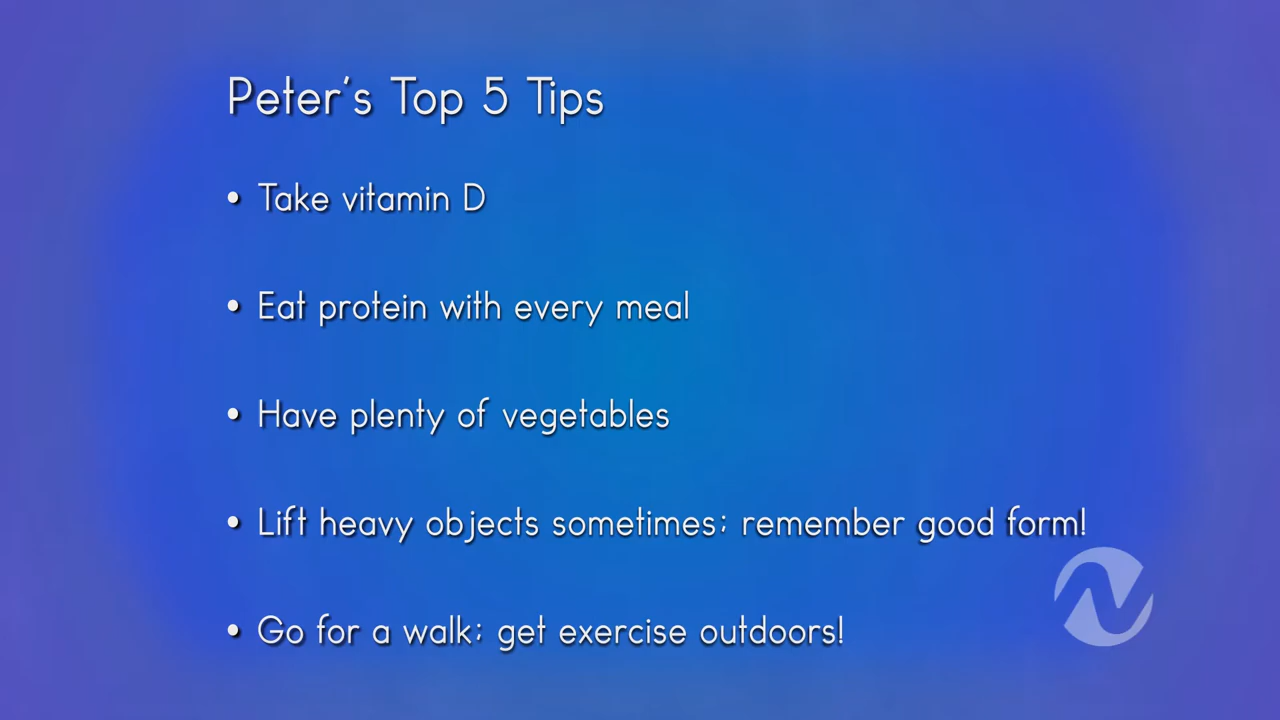 Peter's Top 5 Tips
• Take vitamin D
• Eat protein with every meal
• Have plenty of vegetables
• Lift heavy objects sometimes; remember good form!
• Go for a walk; get exercise outdoors!